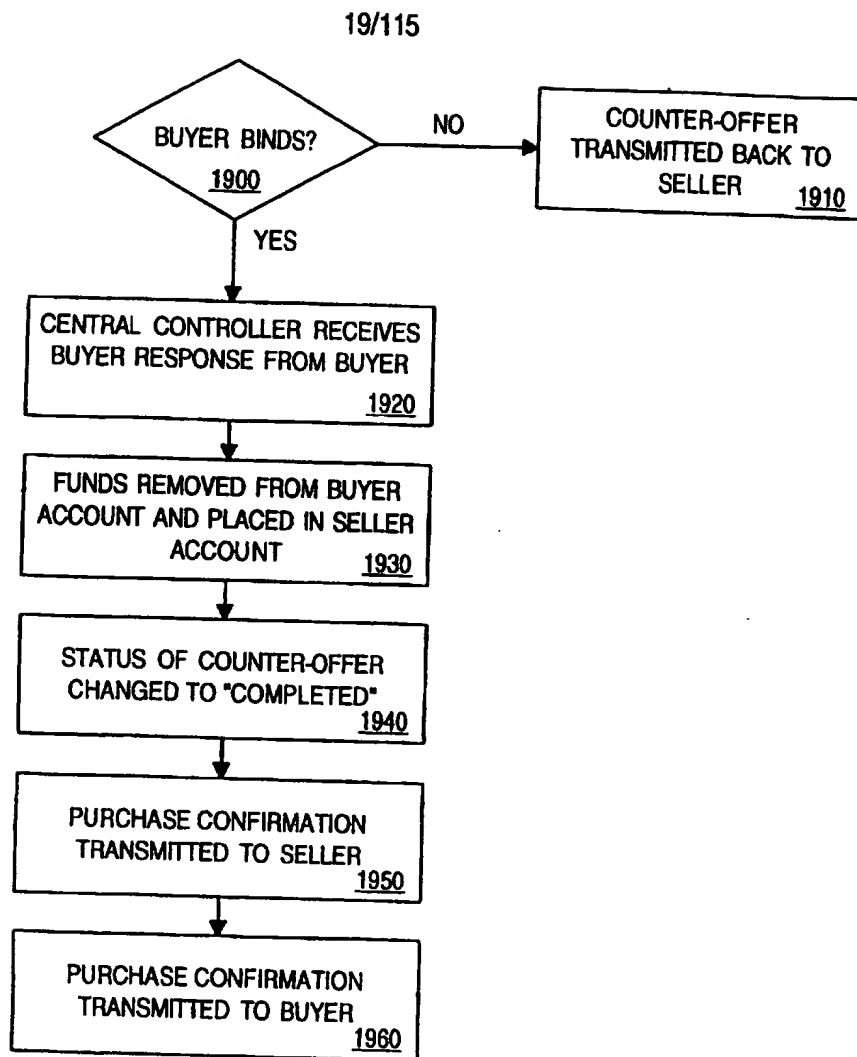 19/115
BUYER BINDS?
1900
NO
COUNTER-OFFER
TRANSMITTED BACK TO
SELLER
1910
YES
CENTRAL CONTROLLER RECEIVES
BUYER RESPONSE FROM BUYER
1920
FUNDS REMOVED FROM BUYER
ACCOUNT AND PLACED IN SELLER
ACCOUNT
1930
STATUS OF COUNTER-OFFER
CHANGED TO "COMPLETED"
1940
PURCHASE CONFIRMATION
TRANSMITTED TO SELLER
1950
PURCHASE CONFIRMATION
TRANSMITTED TO BUYER
1960